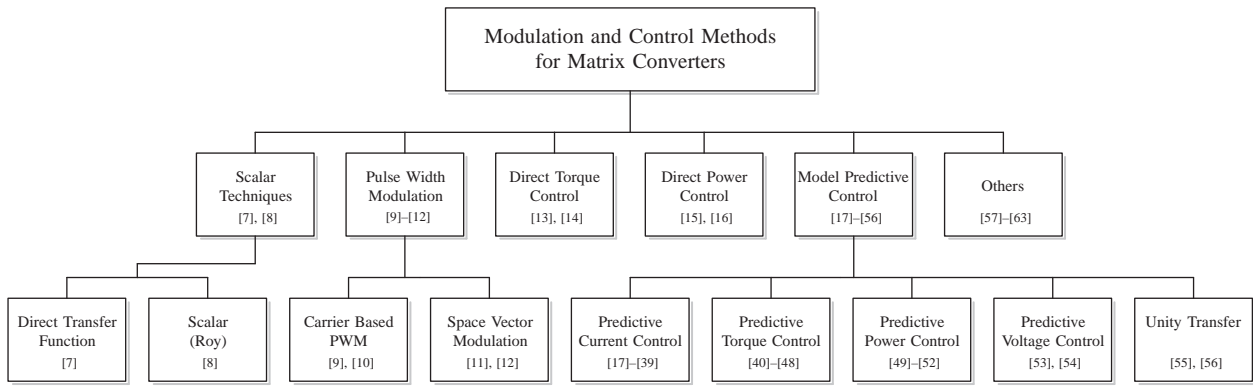 Modulation and Control Methods
for Matrix Converters
Scalar
Techniques
[7], [8]
Pulse Width
Modulation
[9]–[12]
Direct Torque
Control
[13], [14]
Direct Power
Control
[15], [16]
Model Predictive
Control
[17]–[56]
Others
[57]–[63]
Direct Transfer
Function
[7]
Scalar
(Roy)
[8]
Carrier Based
PWM
[9], [10]
Space Vector
Modulation
[11], [12]
Predictive
Current Control
[17]–[39]
Predictive
Torque Control
[40]–[48]
Predictive
Power Control
[49]–[52]
Predictive
Voltage Control
[53], [54]
Unity Transfer
[55], [56]